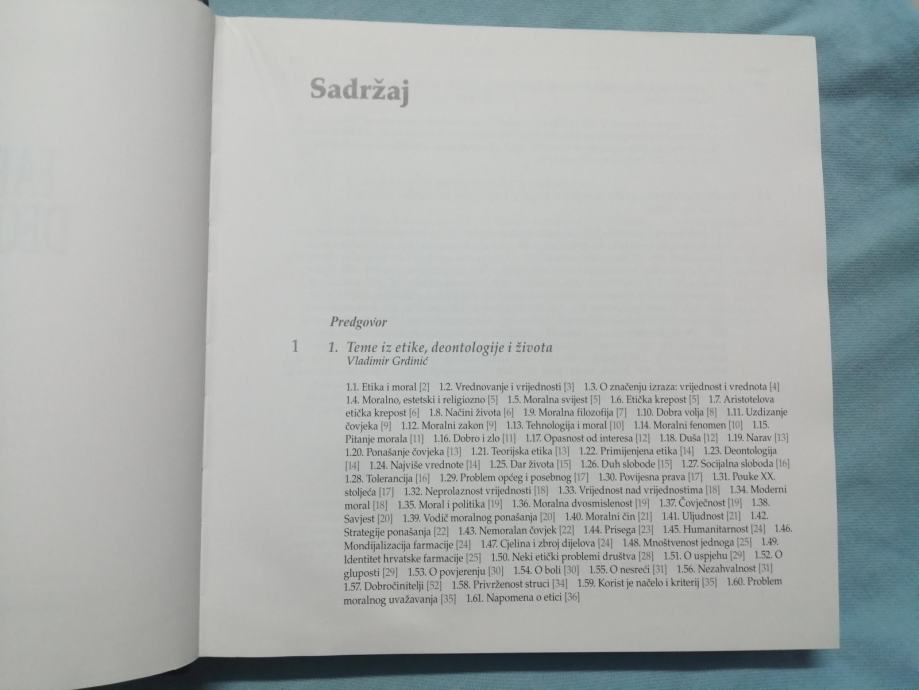 Sadržaj
Predgovor
1 1. Teme iz etike, deontologije i života
Vladimir Grdinić
1.1. Etika i moral [2] 1.2. Vrednovanje i vrijednosti [3] 1.3. O značenju izraza: vrijednost i vrednota [4]
1.4. Moralno, estetski i religiozno [5] 1.5. Moralna svijest [5] 1.6. Etička krepost [5] 1.7. Aristotelova
etička krepost [6] 1.8. Načini života [6] 1.9. Moralna filozofija [7] 1.10. Dobra volja [8] 1.11. Uzdizanje
čovjeka [9] 1.12. Moralni zakon [9] 1.13. Tehnologija i moral [10] 1.14. Moralni fenomen [10] 1.15.
Pitanje morala [11] 1.16. Dobro i zlo [11] 1.17. Opasnost od interesa [12] 1.18. Duša [12] 1.19. Narav [13]
1.20. Ponašanje čovjeka [13] 1.21. Teorijska etika [13] 1.22. Primijenjena etika [14] 1.23. Deontologija
[14] 1.24. Najviše vrednote [14] 1.25. Dar života [15] 1.26. Duh slobode [15] 1.27. Socijalna sloboda [16]
1.28. Tolerancija [16] 1.29. Problem općeg i posebnog [17] 1.30. Povijesna prava [17] 1.31. Pouke XX.
stoljeća [17] 1.32. Neprolaznost vrijednosti [18] 1.33. Vrijednost nad vrijednostima [18] 1.34. Moderni
moral [18] 1.35. Moral i politika [19] 1.36. Moralna dvosmislenost [19] 1.37. Čovječnost [19] 1.38.
Savjest [20] 1.39. Vodič moralnog ponašanja [20] 1.40. Moralni čin [21] 1.41. Uljudnost [21] 1.42.
Strategije ponašanja [22] 1.43. Nemoralan čovjek [22] 1.44. Prisega [23] 1.45. Humanitarnost [24] 1.46.
Mondijalizacija farmacije [24] 1.47. Cjelina i zbroj dijelova [24] 1.48. Mnoštvenost jednoga [25] 1.49.
Identitet hrvatske farmacije [25] 1.50. Neki etički problemi društva [28] 1.51. O uspjehu [29] 1.52. O
gluposti [29] 1.53. O povjerenju [30] 1.54. O boli [30] 1.55. O nesreći [31] 1.56. Nezahvalnost [31]
1.57. Dobročinitelji [52] 1.58. Privrženost struci [34] 1.59. Korist je načelo i kriterij [35] 1.60. Problem
moralnog uvažavanja [35] 1.61. Napomena o etici [36]